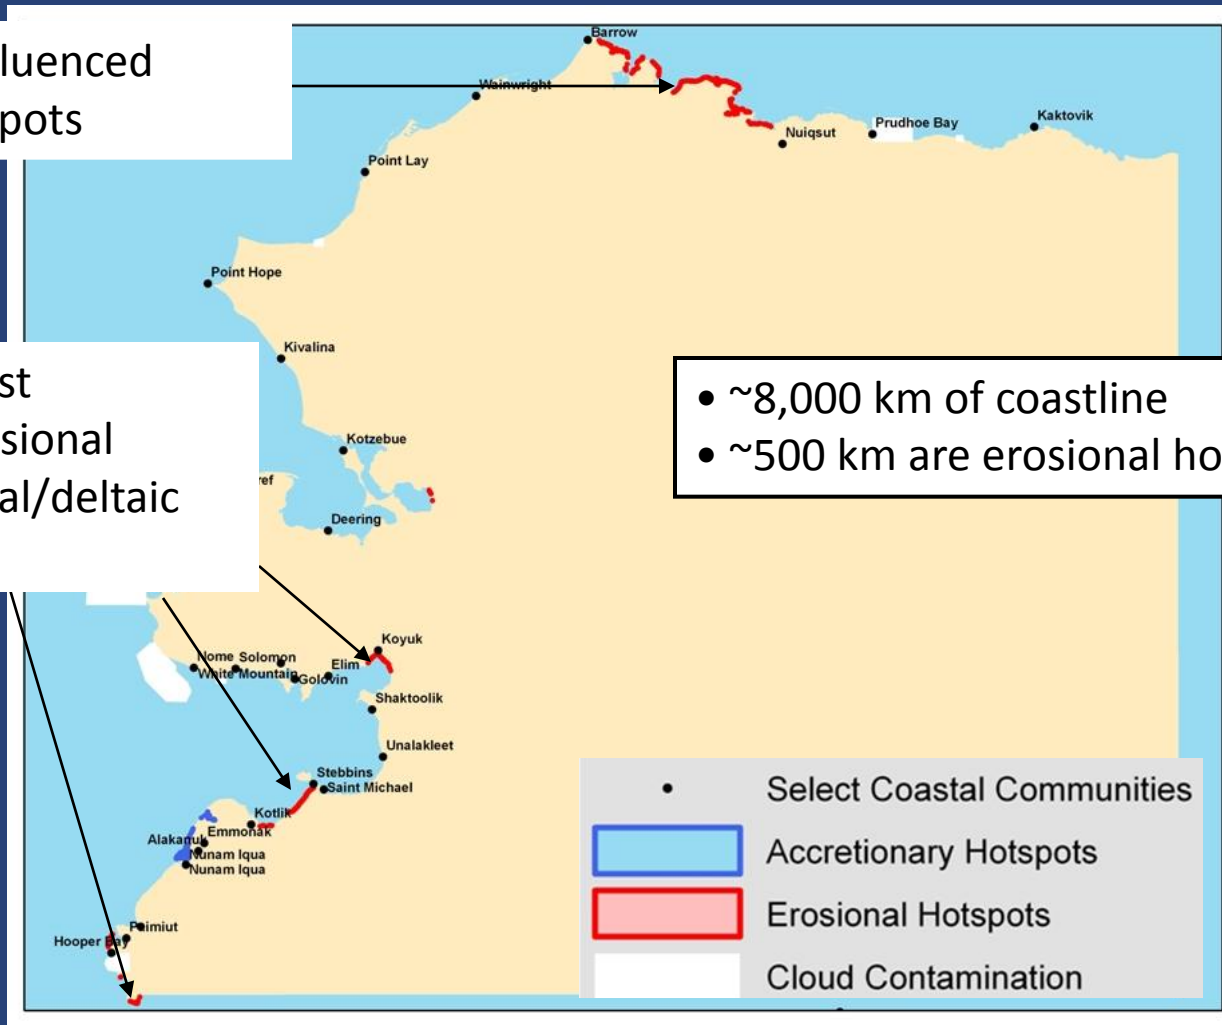 luenced
pots
Barrow
Wainwright
Nuiqsut
Prudhoe Bay
Kaktovik
Point Lay
Point Hope
Kivalina
st
sional
al/deltaic
• ~8,000 km of coastline
• ~500 km are erosional ho
Kotzebue
ref
Deering
Koyuk
Nome
Solomon
Elim
White Mountain
Golovin
Shaktoolik
Unalakleet
Stebbins
Saint Michael
Kotlik
Emmonak
Alakanuk
Nunam Iqua
Nunam Iqua
Paimiut
Hooper Bay
Select Coastal Communities
Accretionary Hotspots
Erosional Hotspots
Cloud Contamination